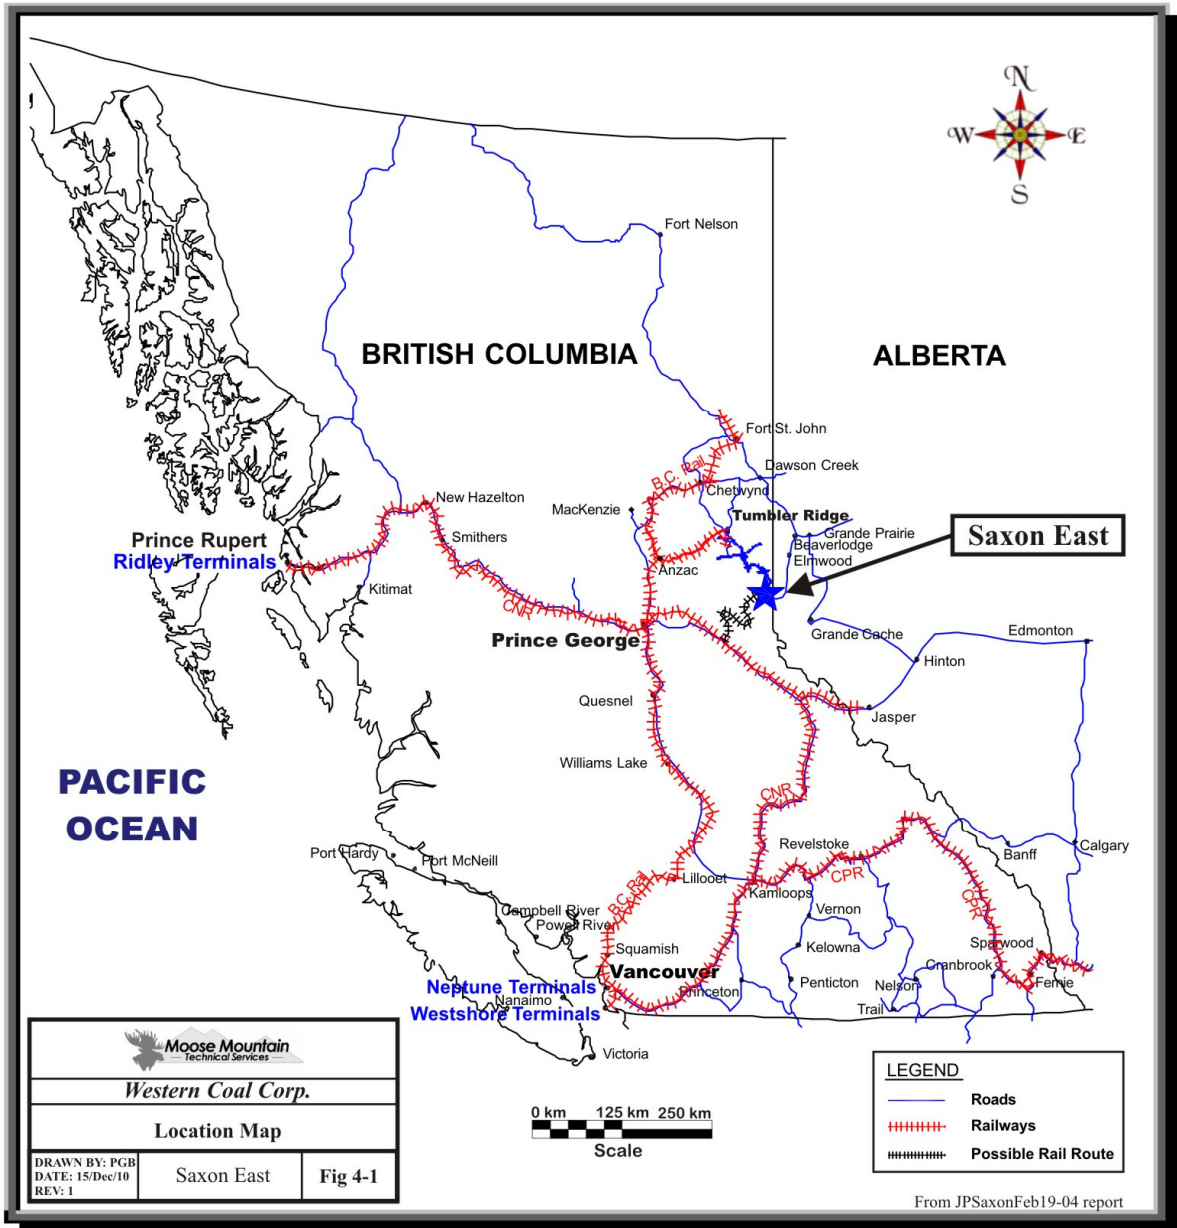 N
W
E
S
Fort Nelson
BRITISH COLUMBIA
ALBERTA
Fort St. John
B.C. Rail
Dawson Creek
Chetwynd
New Hazelton
MacKenzie
Tumbler Ridge
Saxon East
Prince Rupert
Ridley Terminals
Smithers
Grande Prairie
Beaverlodge
Elmwood
Anzac
Kitimat
CNR
Prince George
Grande Cache
Edmonton
Hinton
Quesnel
Jasper
Williams Lake
PACIFIC
OCEAN
CNR
Revelstoke
Port Hardy
Port McNeill
Banff
Calgary
CPR
Lillooet
Kamloops
B.C. Rail
CPR
Campbell River
Powell River
Vernon
Squamish
Kelowna
Sparwood
Vancouver
Cranbrook
Neptune Terminals
Princeton
Penticton
Nelson
Fernie
Nanaimo
Westshore Terminals
Trail
Victoria
Moose Mountain
Technical Services
Western Coal Corp.
Location Map
DRAWN BY: PGB
DATE: 15/Dec/10
REV: 1
Saxon East
Fig 4-1
0 km 125 km 250 km
Scale
LEGEND
Roads
Railways
Possible Rail Route
From JPSaxonFeb19-04 report